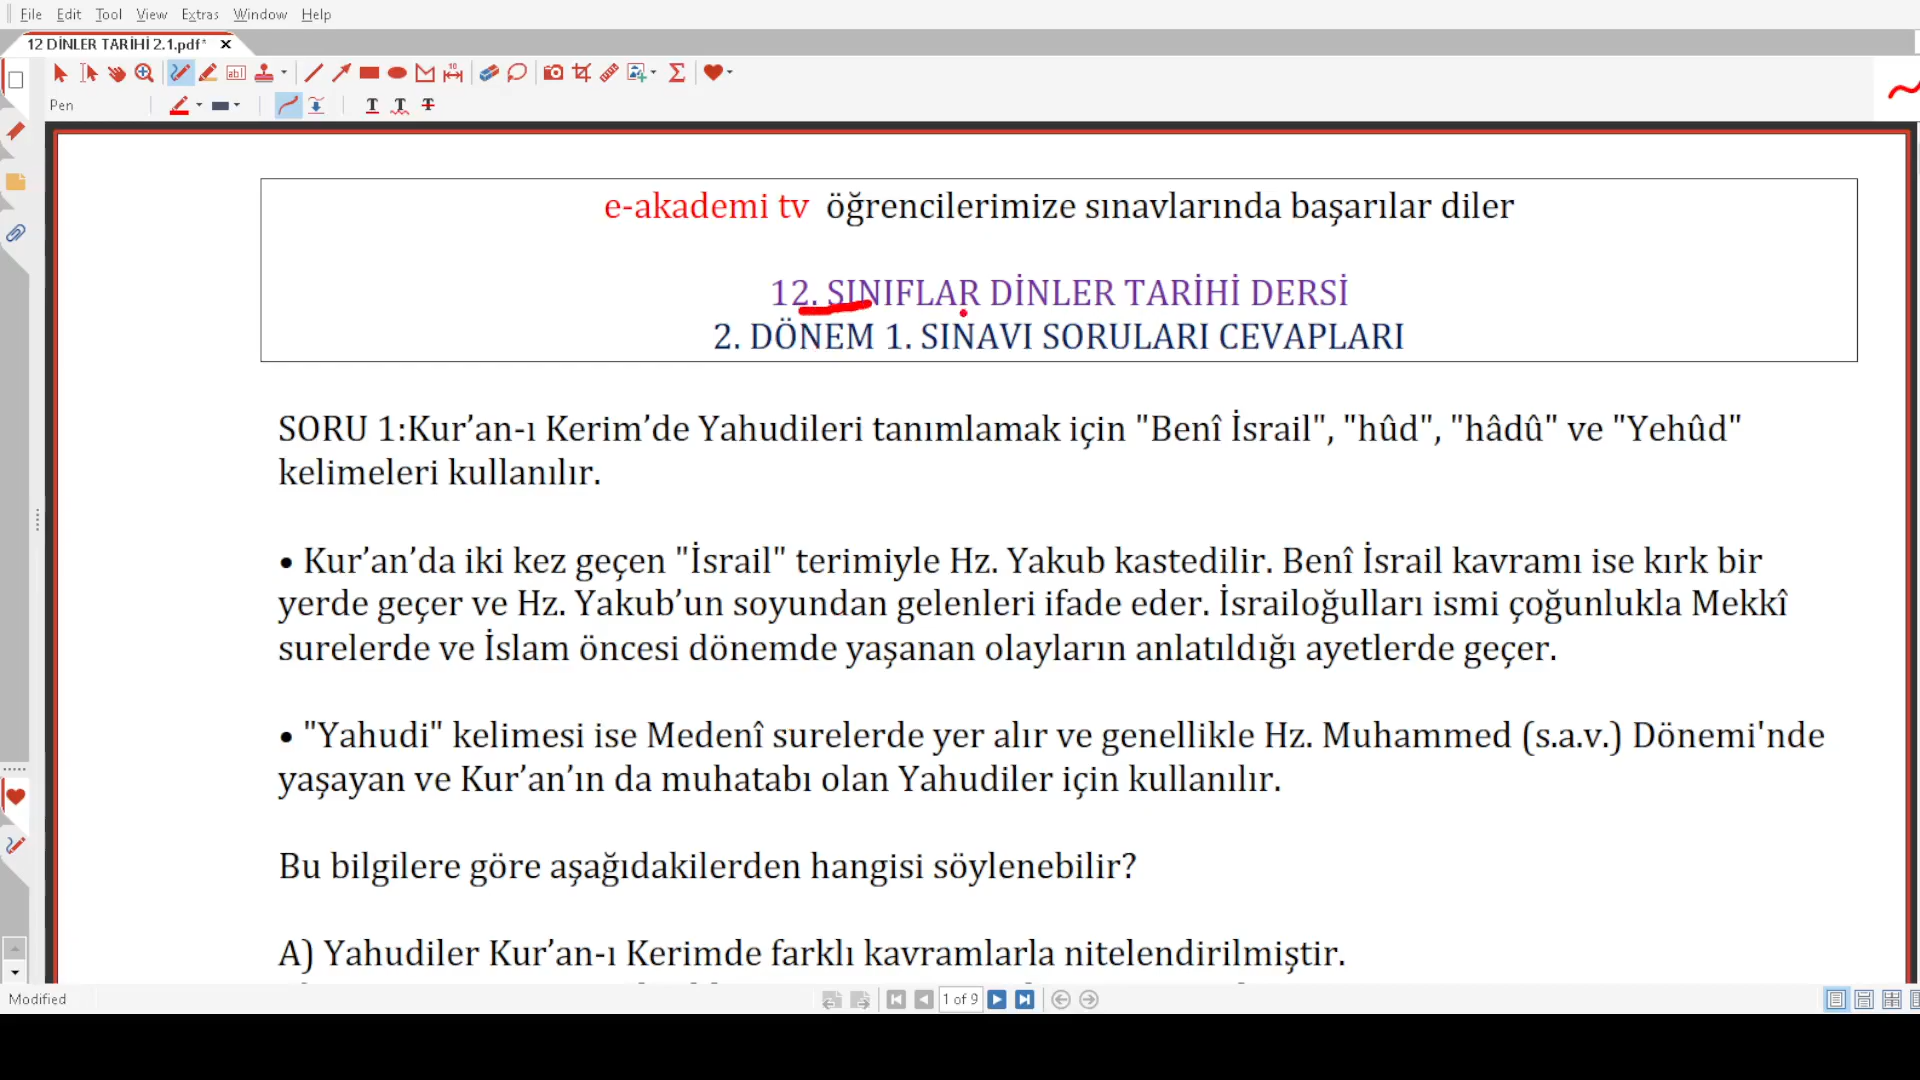 File Edit Tool View Extras Window Help
12 DİNLER TARİHİ 2.1.pdf* x
Pen
e-akademi tv öğrencilerimize sınavlarında başarılar diler
12. SINIFLAR DİNLER TARİHİ DERSİ
2. DÖNEM 1. SINAVI SORULARI CEVAPLARI
SORU 1:Kur’an-ı Kerim’de Yahudileri tanımlamak için "Benî İsrail", "hûd", "hâdû" ve "Yehûd"
kelimeleri kullanılır.
• Kur’an’da iki kez geçen "İsrail" terimiyle Hz. Yakub kastedilir. Benî İsrail kavramı ise kırk bir
yerde geçer ve Hz. Yakub’un soyundan gelenleri ifade eder. İsrailoğulları ismi çoğunlukla Mekkî
surelerde ve İslam öncesi dönemde yaşanan olayların anlatıldığı ayetlerde geçer.
• "Yahudi" kelimesi ise Medenî surelerde yer alır ve genellikle Hz. Muhammed (s.a.v.) Dönemi'nde
yaşayan ve Kur’an’ın da muhatabı olan Yahudiler için kullanılır.
Bu bilgilere göre aşağıdakilerden hangisi söylenebilir?
A) Yahudiler Kur’an-ı Kerimde farklı kavramlarla nitelendirilmiştir.
Modified 1 of 9